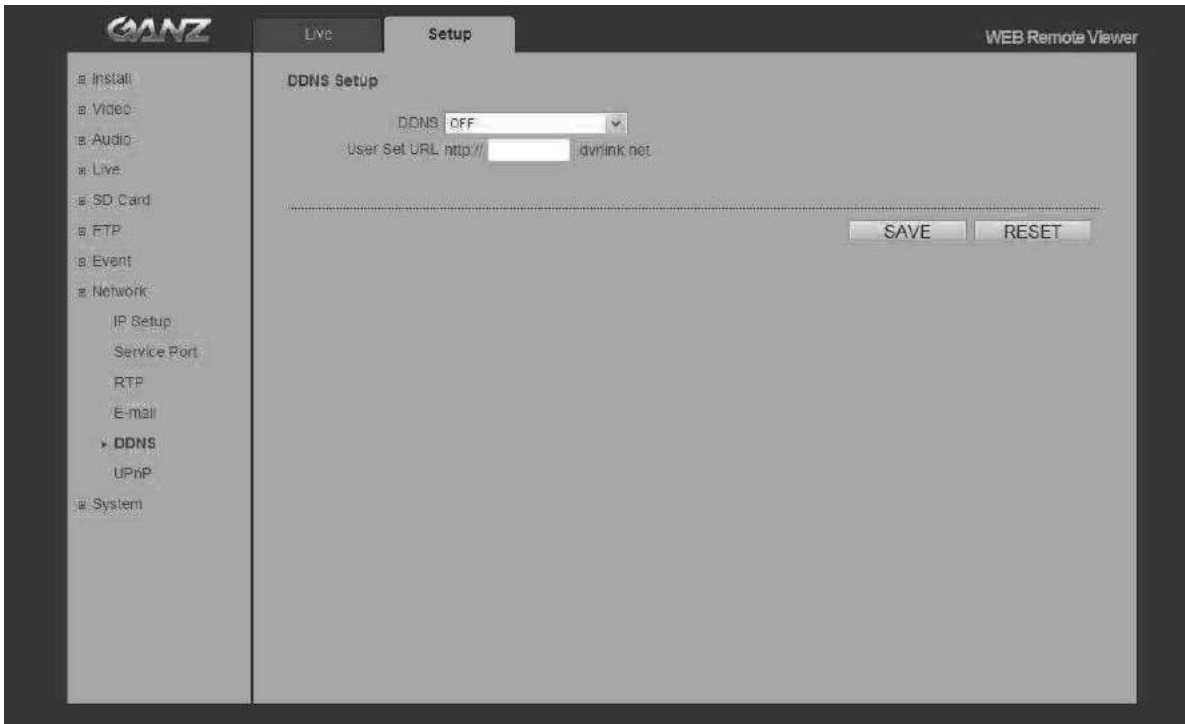 GANZ
Live
Setup
WEB Remote Viewer
Install
Video
Audio
Live
SD Card
FTP
Event
Network
IP Setup
Service Port
RTP
E-mail
DDNS
UPnP
System
DDNS Setup
DDNS OFF
User Set URL http:// .dvrlink.net
SAVE RESET